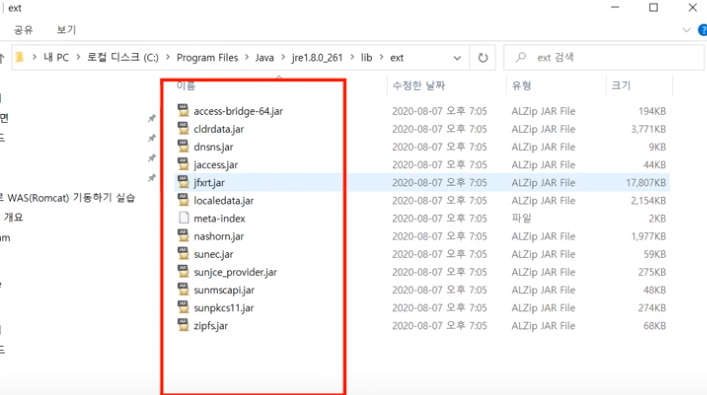 ext
공유 보기
내 PC > 로컬 디스크 (C:) > Program Files > Java > jre1.8.0_261 > lib > ext
ext 검색
이름 수정한 날짜 유형 크기
access-bridge-64.jar 2020-08-07 오후 7:05 ALZip JAR File 194KB
cldrdata.jar 2020-08-07 오후 7:05 ALZip JAR File 3,771KB
dnsns.jar 2020-08-07 오후 7:05 ALZip JAR File 9KB
jaccess.jar 2020-08-07 오후 7:05 ALZip JAR File 44KB
jfxrt.jar 2020-08-07 오후 7:05 ALZip JAR File 17,807KB
localedata.jar 2020-08-07 오후 7:05 ALZip JAR File 2,154KB
meta-index 2020-08-07 오후 7:05 파일 2KB
nashorn.jar 2020-08-07 오후 7:05 ALZip JAR File 1,977KB
sunec.jar 2020-08-07 오후 7:05 ALZip JAR File 59KB
sunjce_provider.jar 2020-08-07 오후 7:05 ALZip JAR File 275KB
sunmscapi.jar 2020-08-07 오후 7:05 ALZip JAR File 48KB
sunpkcs11.jar 2020-08-07 오후 7:05 ALZip JAR File 274KB
zipfs.jar 2020-08-07 오후 7:05 ALZip JAR File 68KB
면
드
WAS(Romcat) 기동하기 실습
개요
am
드